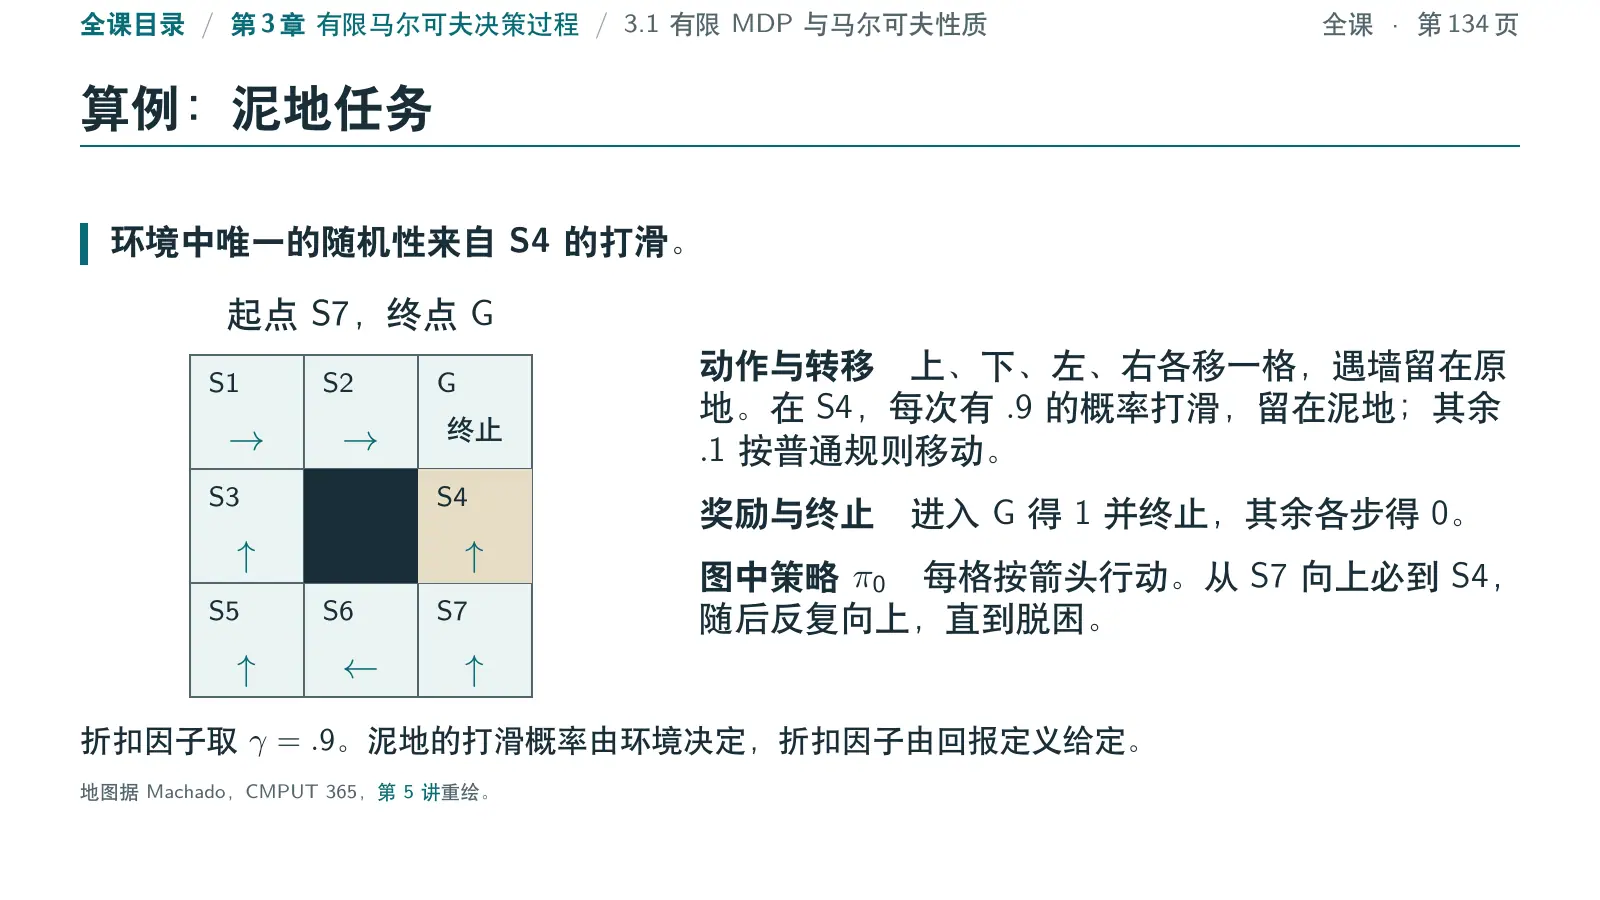 全课目录 / 第 3 章 有限马尔可夫决策过程 / 3.1 有限 MDP 与马尔可夫性质
全课 · 第 134 页
算例：泥地任务
环境中唯一的随机性来自 S4 的打滑。
起点 S7，终点 G
S1 → S2 → G 终止
S3 ↑ S4 ↑
S5 ↑ S6 ← S7 ↑
动作与转移 上、下、左、右各移一格，遇墙留在原
地。在 S4，每次有 .9 的概率打滑，留在泥地；其余
.1 按普通规则移动。
奖励与终止 进入 G 得 1 并终止，其余各步得 0。
图中策略 π₀ 每格按箭头行动。从 S7 向上必到 S4，
随后反复向上，直到脱困。
折扣因子取 γ = .9。泥地的打滑概率由环境决定，折扣因子由回报定义给定。
地图据 Machado，CMPUT 365，第 5 讲重绘。